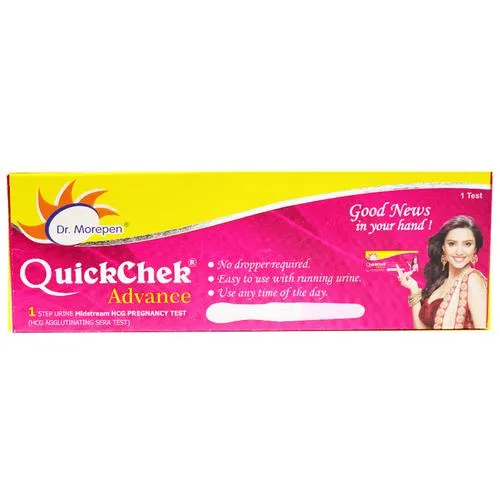 Dr. Morepen®
1 Test
Good News
in your hand !
QuickChek®
Advance
1 STEP URINE Midstream HCG PREGNANCY TEST
(HCG AGGLUTINATING SERA TEST)
• No dropper required.
• Easy to use with running urine.
• Use any time of the day.